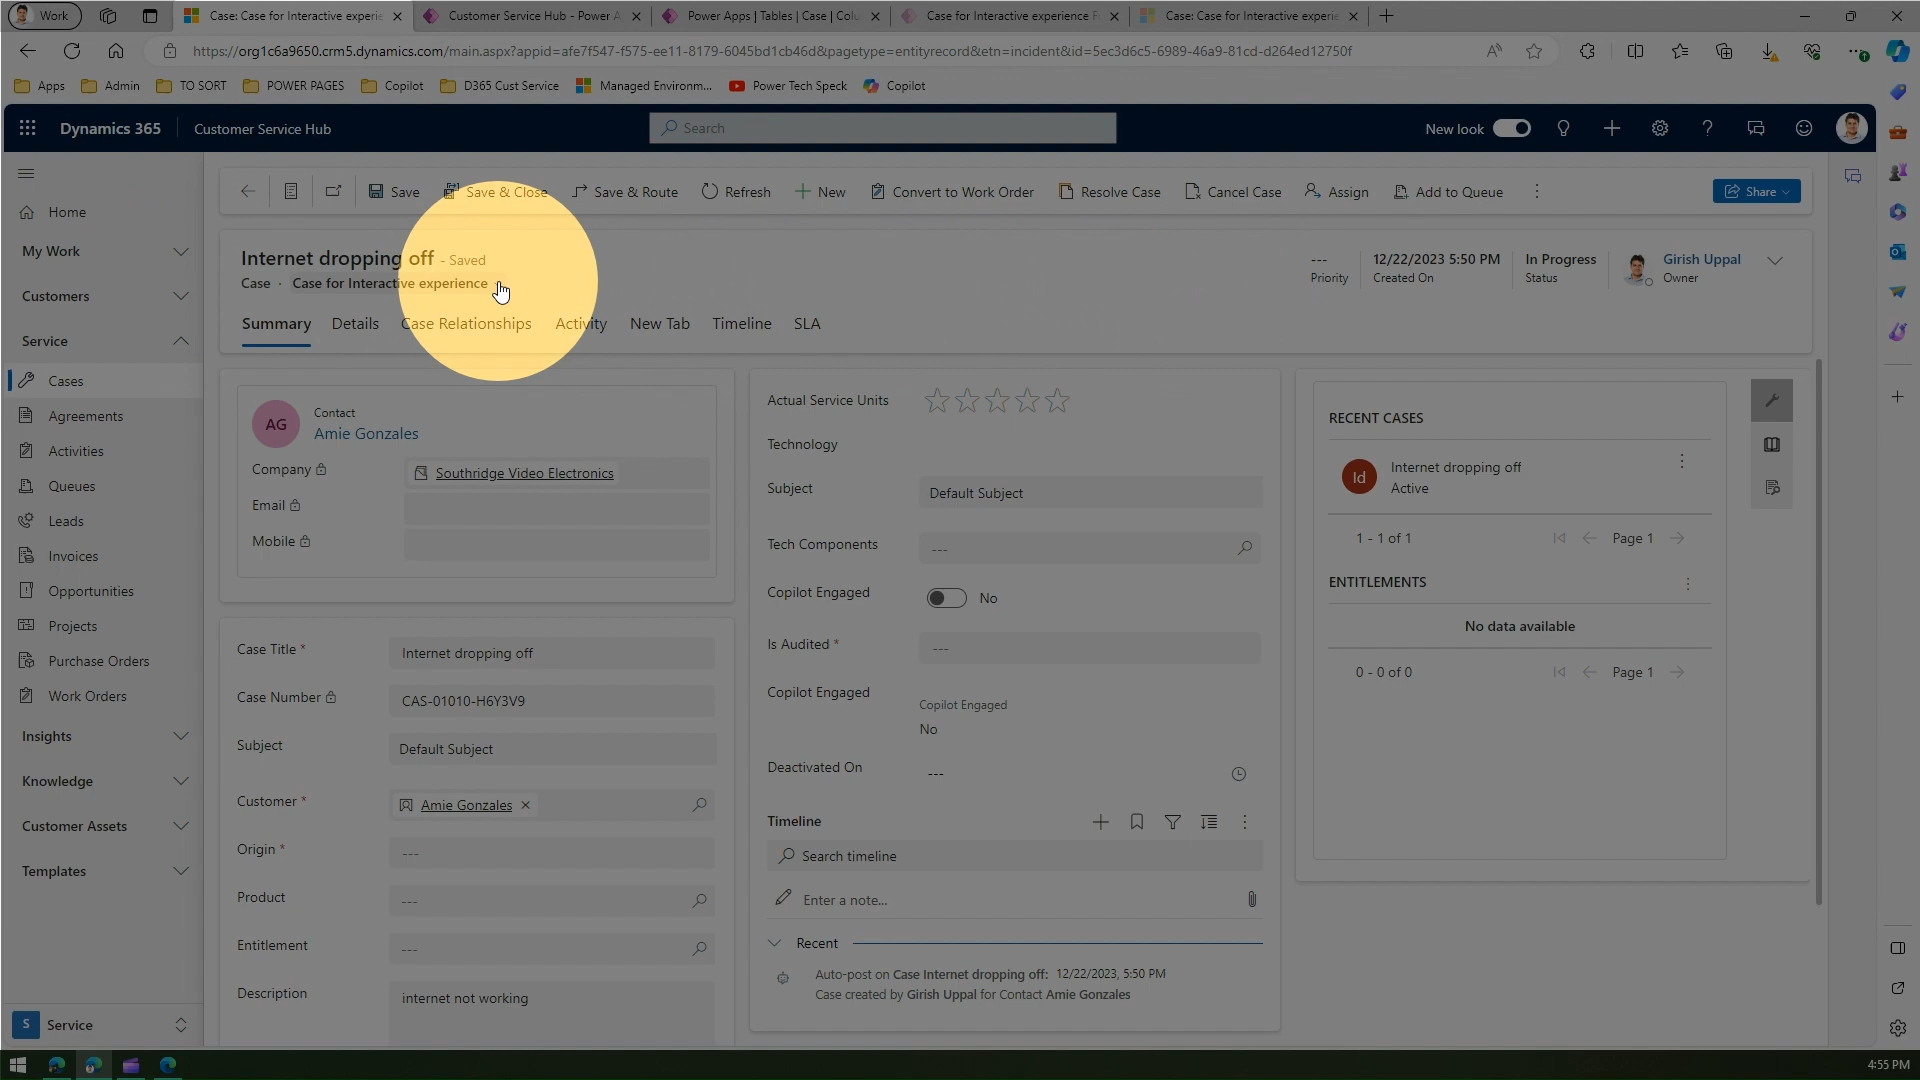 Work
Case: Case for Interactive experie
Customer Service Hub - Power A
Power Apps | Tables | Case | Colu
Case for Interactive experience F
Case: Case for Interactive experie
https://org1c6a9650.crm5.dynamics.com/main.aspx?appid=afe7f547-f575-ee11-8179-6045bd1cb46d&pagetype=entityrecord&etn=incident&id=5ec3d6c5-6989-46a9-81cd-d264ed12750f
Apps
Admin
TO SORT
POWER PAGES
Copilot
D365 Cust Service
Managed Environm...
Power Tech Speck
Copilot
Dynamics 365
Customer Service Hub
Search
New look
Save
Save & Close
Save & Route
Refresh
New
Convert to Work Order
Resolve Case
Cancel Case
Assign
Add to Queue
Share
Home
My Work
Customers
Service
Cases
Agreements
Activities
Queues
Leads
Invoices
Opportunities
Projects
Purchase Orders
Work Orders
Insights
Knowledge
Customer Assets
Templates
S
Service
Internet dropping off - Saved
Case · Case for Interactive experience
---
Priority
12/22/2023 5:50 PM
Created On
In Progress
Status
Girish Uppal
Owner
Summary
Details
Case Relationships
Activity
New Tab
Timeline
SLA
AG
Contact
Amie Gonzales
Company
Southridge Video Electronics
Email
Mobile
Case Title *
Internet dropping off
Case Number
CAS-01010-H6Y3V9
Subject
Default Subject
Customer *
Amie Gonzales
Origin *
---
Product
---
Entitlement
---
Description
internet not working
Actual Service Units
Technology
Subject
Default Subject
Tech Components
---
Copilot Engaged
No
Is Audited *
---
Copilot Engaged
Copilot Engaged
No
Deactivated On
---
Timeline
Search timeline
Enter a note...
Recent
Auto-post on Case Internet dropping off: 12/22/2023, 5:50 PM
Case created by Girish Uppal for Contact Amie Gonzales
RECENT CASES
Id
Internet dropping off
Active
1 - 1 of 1
Page 1
ENTITLEMENTS
No data available
0 - 0 of 0
Page 1
4:55 PM